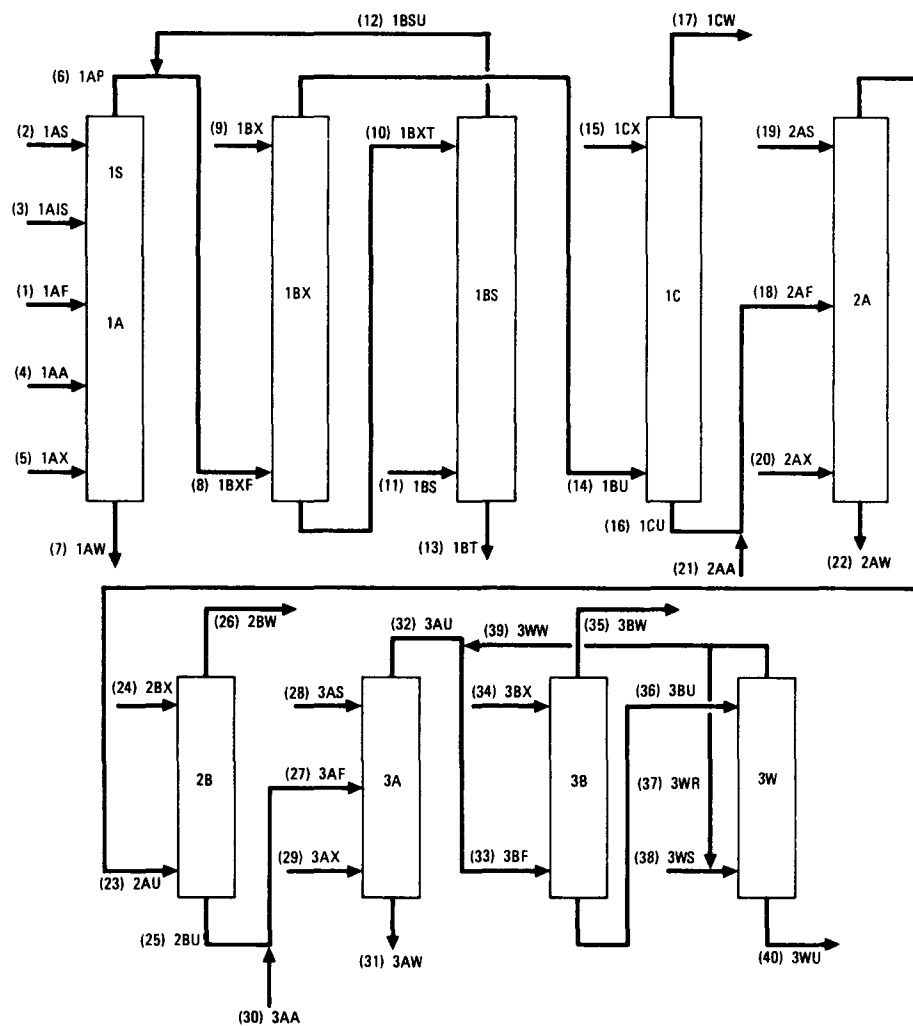 (12) 1BSU
(17) 1CW
(6) 1AP
(2) 1AS
(9) 1BX
(10) 1BXT
(15) 1CX
(19) 2AS
1S
(3) 1AIS
1BX
1BS
1C
2A
(1) 1AF
1A
(18) 2AF
(4) 1AA
(5) 1AX
(8) 1BXF
(11) 1BS
(14) 1BU
(20) 2AX
(16) 1CU
(7) 1AW
(13) 1BT
(21) 2AA
(22) 2AW
(26) 2BW
(32) 3AU
(39) 3WW
(35) 3BW
(24) 2BX
(28) 3AS
(34) 3BX
(36) 3BU
2B
(27) 3AF
3A
3B
(37) 3WR
3W
(23) 2AU
(29) 3AX
(33) 3BF
(38) 3WS
(25) 2BU
(31) 3AW
(40) 3WU
(30) 3AA